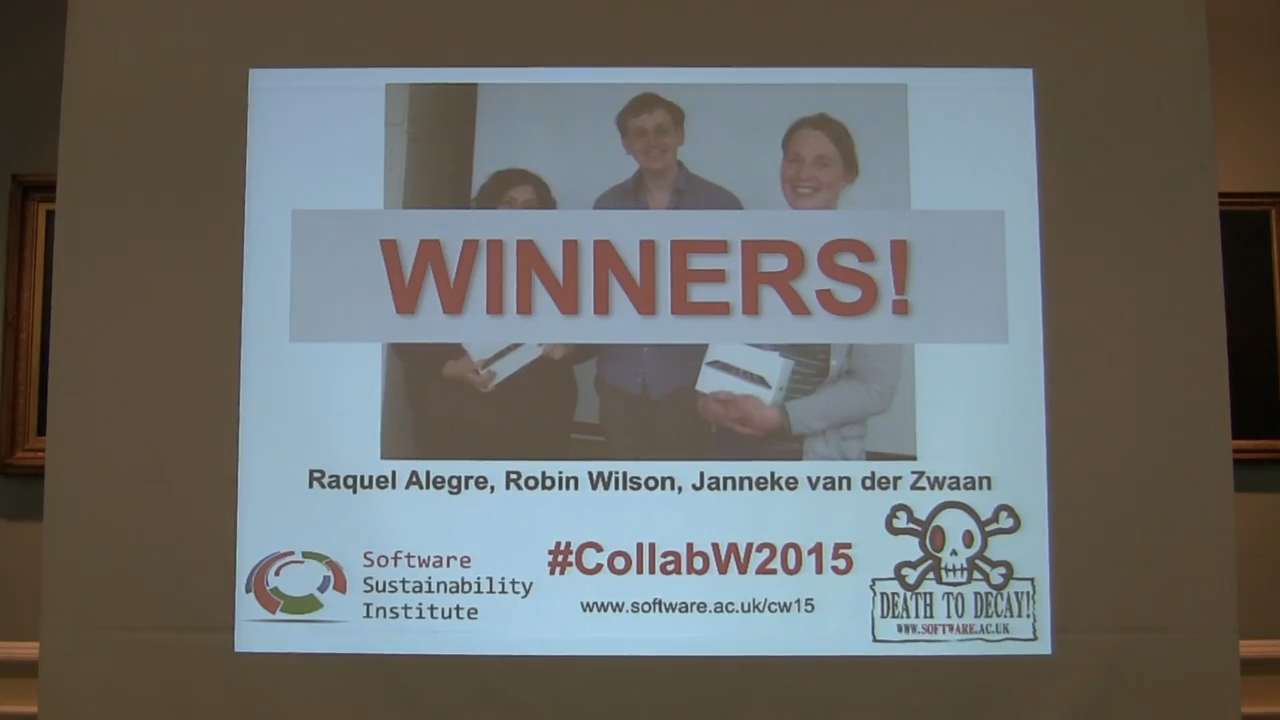 WINNERS!
Raquel Alegre, Robin Wilson, Janneke van der Zwaan
Software
Sustainability
Institute
#CollabW2015
www.software.ac.uk/cw15
DEATH TO DECAY!
WWW.SOFTWARE.AC.UK